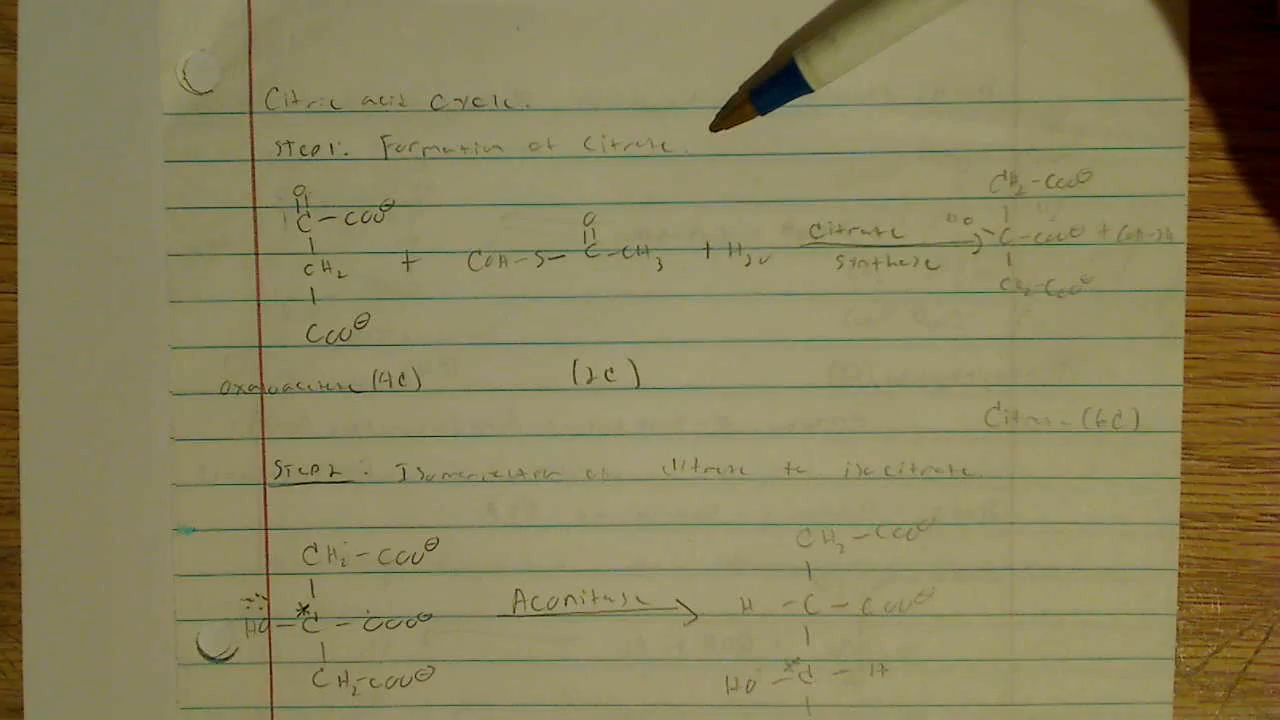 Citric acid cycle.
Step 1: Formation of Citrate.
O
C - COO⊖
CH2
COO⊖
+ CoA - S - C - CH3 + H2O
O
Citrate
synthase
CH2 - COO⊖
HO C - COO⊖ + CoA-SH
CH2 - COO⊖
oxaloacetate (4C) (2C)
Citrate (6C)
Step 2. Isomerization of citrate to isocitrate
CH2 - COO⊖
HO - C* - COO⊖
CH2 - COO⊖
Aconitase
CH2 - COO⊖
H - C - COO⊖
HO - C* - H